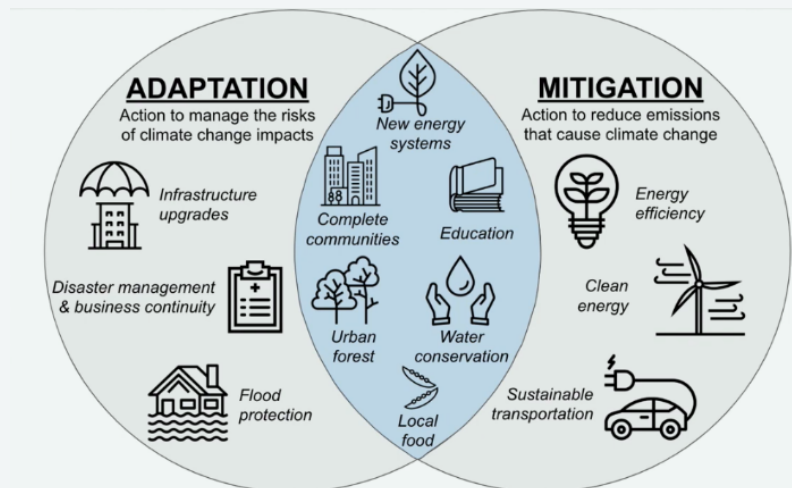 ADAPTATION
Action to manage the risks
of climate change impacts
Infrastructure
upgrades
Disaster management
& business continuity
Flood
protection
New energy
systems
Complete
communities
Education
Urban
forest
Water
conservation
Local
food
MITIGATION
Action to reduce emissions
that cause climate change
Energy
efficiency
Clean
energy
Sustainable
transportation